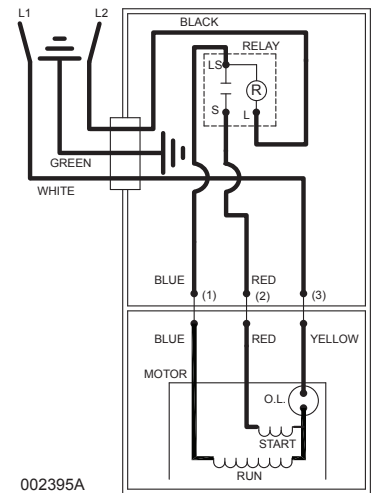 L1
L2
BLACK
RELAY
LS
R
S
L
GREEN
WHITE
BLUE
RED
(1)
(2)
(3)
BLUE
RED
YELLOW
MOTOR
O.L.
START
RUN
002395A